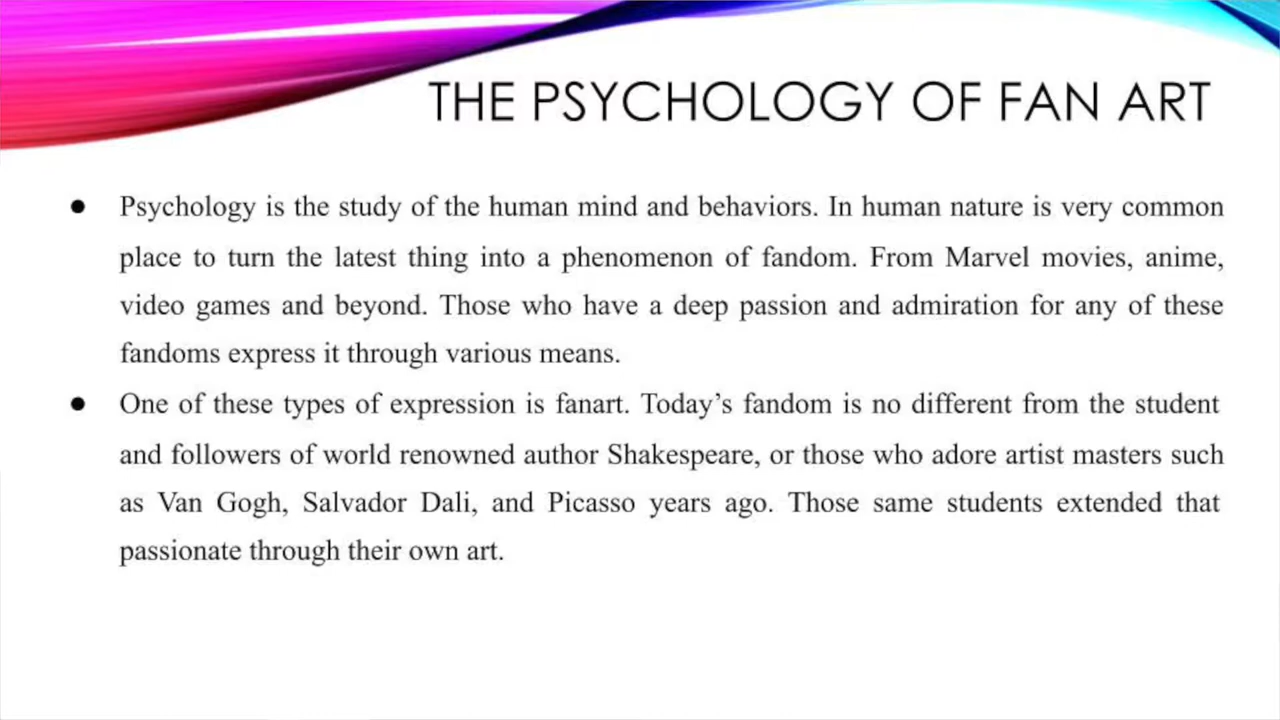 THE PSYCHOLOGY OF FAN ART
● Psychology is the study of the human mind and behaviors. In human nature is very common
place to turn the latest thing into a phenomenon of fandom. From Marvel movies, anime,
video games and beyond. Those who have a deep passion and admiration for any of these
fandoms express it through various means.
● One of these types of expression is fanart. Today’s fandom is no different from the student
and followers of world renowned author Shakespeare, or those who adore artist masters such
as Van Gogh, Salvador Dali, and Picasso years ago. Those same students extended that
passionate through their own art.